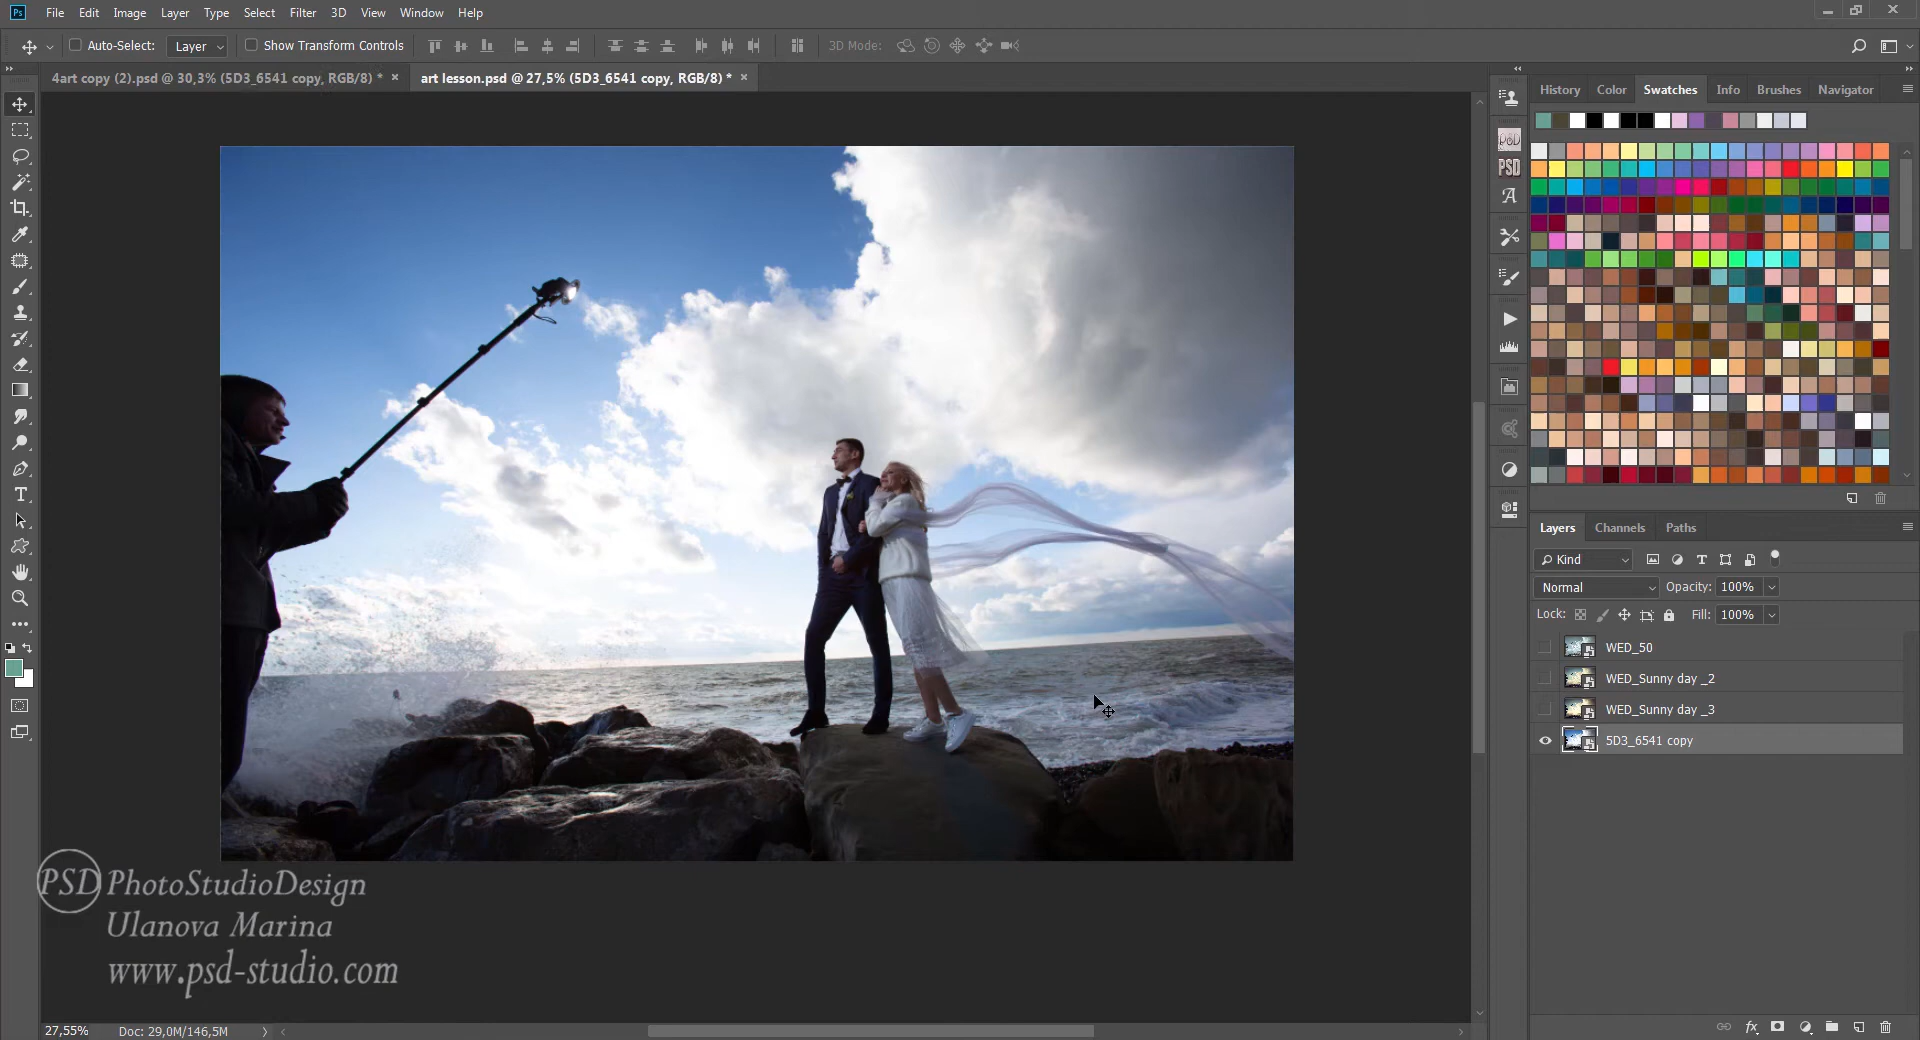 Ps File Edit Image Layer Type Select Filter 3D View Window Help
Auto-Select: Layer Show Transform Controls 3D Mode:
4art copy (2).psd @ 30,3% (5D3_6541 copy, RGB/8) * ×
art lesson.psd @ 27,5% (5D3_6541 copy, RGB/8) * ×
History Color Swatches Info Brushes Navigator
PSD
A
T
Layers Channels Paths
Kind T
Normal Opacity: 100%
Lock: Fill: 100%
WED_50
WED_Sunny day _2
WED_Sunny day _3
5D3_6541 copy
fx
PSD PhotoStudioDesign
Ulanova Marina
www.psd-studio.com
27,55% Doc: 29,0M/146,5M